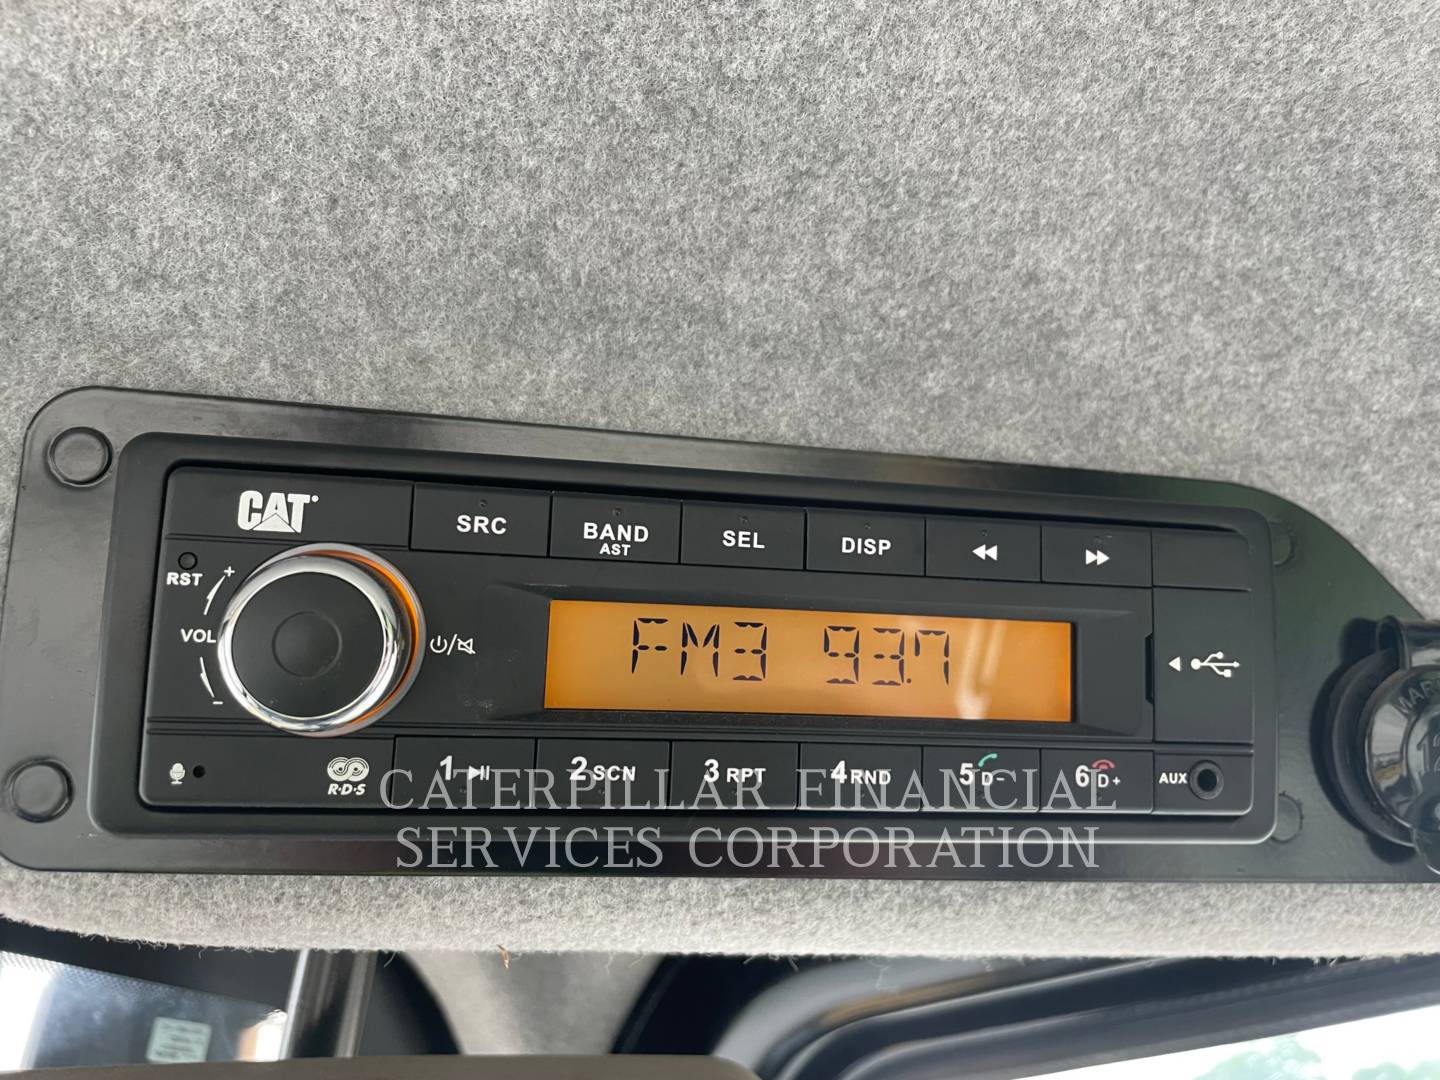 CAT
SRC
BAND
AST
SEL
DISP
RST
+
VOL
-
FM3 93.7
R·D·S
1
2 SCN
3 RPT
4 RND
5 D-
6 D+
AUX
12
CATERPILLAR FINANCIAL
SERVICES CORPORATION